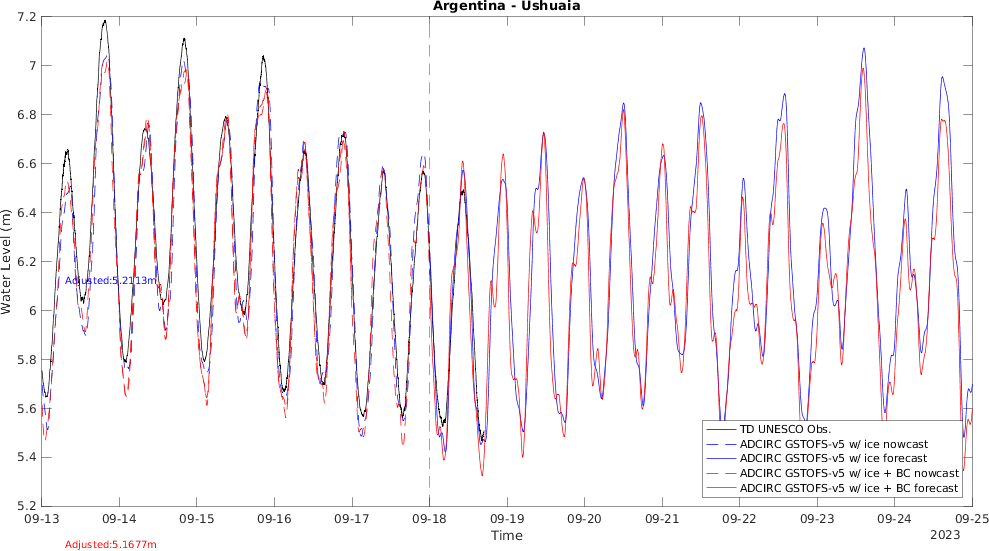 Argentina - Ushuaia
7.2
7
6.8
6.6
6.4
6.2
6
5.8
5.6
5.4
5.2
Water Level (m)
Adjusted:5.2113m
TD UNESCO Obs.
ADCIRC GSTOFS-v5 w/ ice nowcast
ADCIRC GSTOFS-v5 w/ ice forecast
ADCIRC GSTOFS-v5 w/ ice + BC nowcast
ADCIRC GSTOFS-v5 w/ ice + BC forecast
09-13 09-14 09-15 09-16 09-17 09-18 09-19 09-20 09-21 09-22 09-23 09-24 09-25
Time
2023
Adjusted:5.1677m